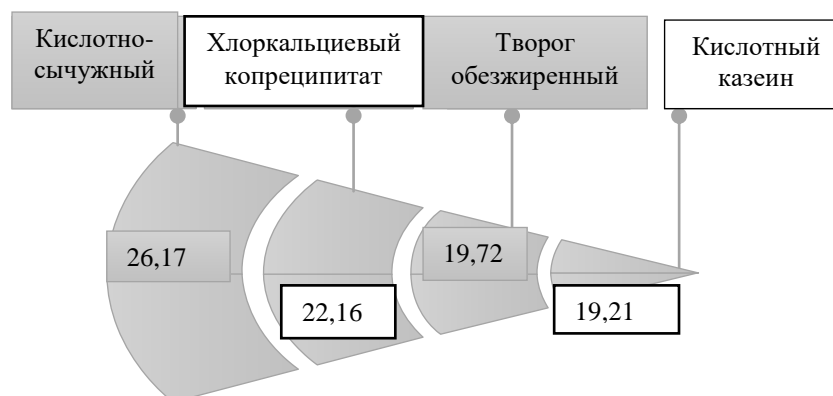 Кислотно-
сычужный
Хлоркальциевый
копреципитат
Творог
обезжиренный
Кислотный
казеин
26,17
22,16
19,72
19,21